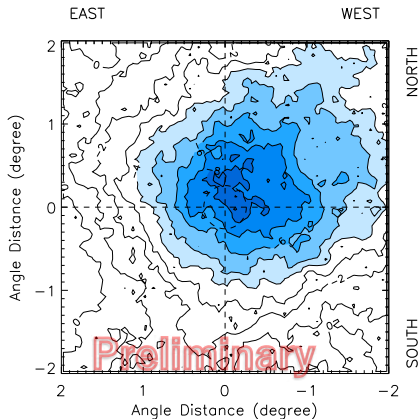 EAST WEST
NORTH
SOUTH
Angle Distance (degree)
2
1
0
−1
−2
Preliminary
2 1 0 −1 −2
Angle Distance (degree)